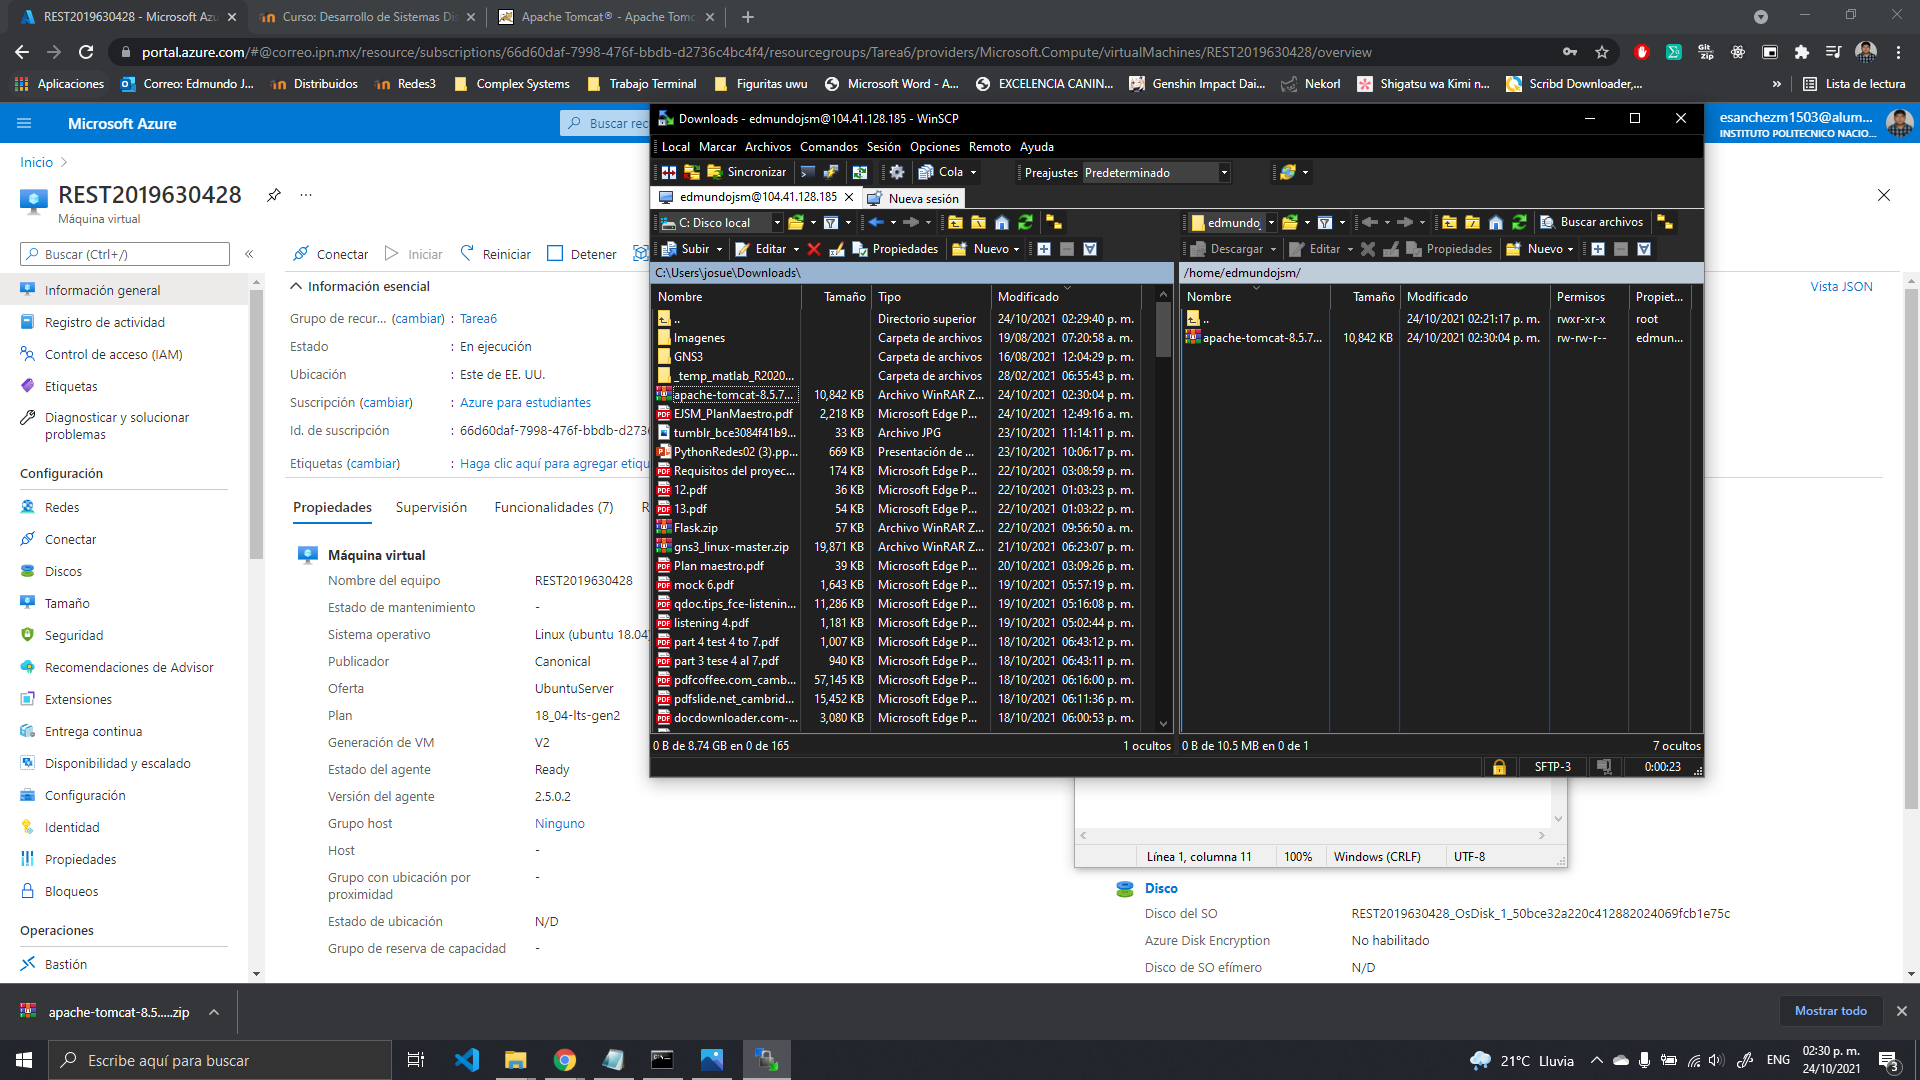 REST2019630428 - Microsoft Azu
Curso: Desarrollo de Sistemas Dis
Apache Tomcat® - Apache Tomc
portal.azure.com/#@correo.ipn.mx/resource/subscriptions/66d60daf-7998-476f-bbdb-d2736c4bc4f4/resourcegroups/Tarea6/providers/Microsoft.Compute/virtualMachines/REST2019630428/overview
Aplicaciones
Correo: Edmundo J...
Distribuidos
Redes3
Complex Systems
Trabajo Terminal
Figuritas uwu
Microsoft Word - A...
EXCELENCIA CANIN...
Genshin Impact Dai...
Nekorl
Shigatsu wa Kimi n...
Scribd Downloader,...
»
Lista de lectura
Microsoft Azure
Buscar rec
esanchezm1503@alum...
INSTITUTO POLITECNICO NACIO...
Inicio >
REST2019630428
Máquina virtual
Buscar (Ctrl+/)
«
Conectar
Iniciar
Reiniciar
Detener
Información general
Registro de actividad
Control de acceso (IAM)
Etiquetas
Diagnosticar y solucionar
problemas
Configuración
Redes
Conectar
Discos
Tamaño
Seguridad
Recomendaciones de Advisor
Extensiones
Entrega continua
Disponibilidad y escalado
Configuración
Identidad
Propiedades
Bloqueos
Operaciones
Bastión
Información esencial
Vista JSON
Grupo de recur... (cambiar) : Tarea6
Estado : En ejecución
Ubicación : Este de EE. UU.
Suscripción (cambiar) : Azure para estudiantes
Id. de suscripción : 66d60daf-7998-476f-bbdb-d273
Etiquetas (cambiar) : Haga clic aquí para agregar etiqu
Propiedades
Supervisión
Funcionalidades (7)
R
Máquina virtual
Nombre del equipo REST2019630428
Estado de mantenimiento -
Sistema operativo Linux (ubuntu 18.04)
Publicador Canonical
Oferta UbuntuServer
Plan 18_04-lts-gen2
Generación de VM V2
Estado del agente Ready
Versión del agente 2.5.0.2
Grupo host Ninguno
Host -
Grupo con ubicación por
proximidad -
Estado de ubicación N/D
Grupo de reserva de capacidad -
Downloads - edmundojsm@104.41.128.185 - WinSCP
Local Marcar Archivos Comandos Sesión Opciones Remoto Ayuda
Sincronizar
Cola
Preajustes Predeterminado
edmundojsm@104.41.128.185
Nueva sesión
C: Disco local
Subir
Editar
Propiedades
Nuevo
C:\Users\josue\Downloads\
Nombre Tamaño Tipo Modificado
.. Directorio superior 24/10/2021 02:29:40 p. m.
Imagenes Carpeta de archivos 19/08/2021 07:20:58 a. m.
GNS3 Carpeta de archivos 16/08/2021 12:04:29 p. m.
_temp_matlab_R2020... Carpeta de archivos 28/02/2021 06:55:43 p. m.
apache-tomcat-8.5.7... 10,842 KB Archivo WinRAR Z... 24/10/2021 02:30:04 p. m.
EJSM_PlanMaestro.pdf 2,218 KB Microsoft Edge P... 24/10/2021 12:49:16 a. m.
tumblr_bce3084f41b9... 33 KB Archivo JPG 23/10/2021 11:14:11 p. m.
PythonRedes02 (3).pp... 669 KB Presentación de ... 23/10/2021 10:06:17 p. m.
Requisitos del proyec... 174 KB Microsoft Edge P... 22/10/2021 03:08:59 p. m.
12.pdf 36 KB Microsoft Edge P... 22/10/2021 01:03:23 p. m.
13.pdf 54 KB Microsoft Edge P... 22/10/2021 01:03:22 p. m.
Flask.zip 57 KB Archivo WinRAR Z... 22/10/2021 09:56:50 a. m.
gns3_linux-master.zip 19,871 KB Archivo WinRAR Z... 21/10/2021 06:23:07 p. m.
Plan maestro.pdf 39 KB Microsoft Edge P... 20/10/2021 03:09:26 p. m.
mock 6.pdf 1,643 KB Microsoft Edge P... 19/10/2021 05:57:19 p. m.
qdoc.tips_fce-listenin... 11,286 KB Microsoft Edge P... 19/10/2021 05:16:08 p. m.
listening 4.pdf 1,181 KB Microsoft Edge P... 19/10/2021 05:02:44 p. m.
part 4 test 4 to 7.pdf 1,007 KB Microsoft Edge P... 18/10/2021 06:43:12 p. m.
part 3 tese 4 al 7.pdf 940 KB Microsoft Edge P... 18/10/2021 06:43:11 p. m.
pdfcoffee.com_camb... 57,145 KB Microsoft Edge P... 18/10/2021 06:16:00 p. m.
pdfslide.net_cambrid... 15,452 KB Microsoft Edge P... 18/10/2021 06:11:36 p. m.
docdownloader.com-... 3,080 KB Microsoft Edge P... 18/10/2021 06:00:53 p. m.
0 B de 8.74 GB en 0 de 165
1 ocultos
edmundo
Buscar archivos
Descargar
Editar
Propiedades
Nuevo
/home/edmundojsm/
Nombre Tamaño Modificado Permisos Propiet...
.. 24/10/2021 02:21:17 p. m. rwxr-xr-x root
apache-tomcat-8.5.7... 10,842 KB 24/10/2021 02:30:04 p. m. rw-rw-r-- edmun...
0 B de 10.5 MB en 0 de 1
7 ocultos
SFTP-3
0:00:23
Línea 1, columna 11
100%
Windows (CRLF)
UTF-8
Disco
Disco del SO REST2019630428_OsDisk_1_50bce32a220c412882024069fcb1e75c
Azure Disk Encryption No habilitado
Disco de SO efímero N/D
apache-tomcat-8.5.....zip
Mostrar todo
Escribe aquí para buscar
21°C Lluvia
ENG
02:30 p. m.
24/10/2021
3